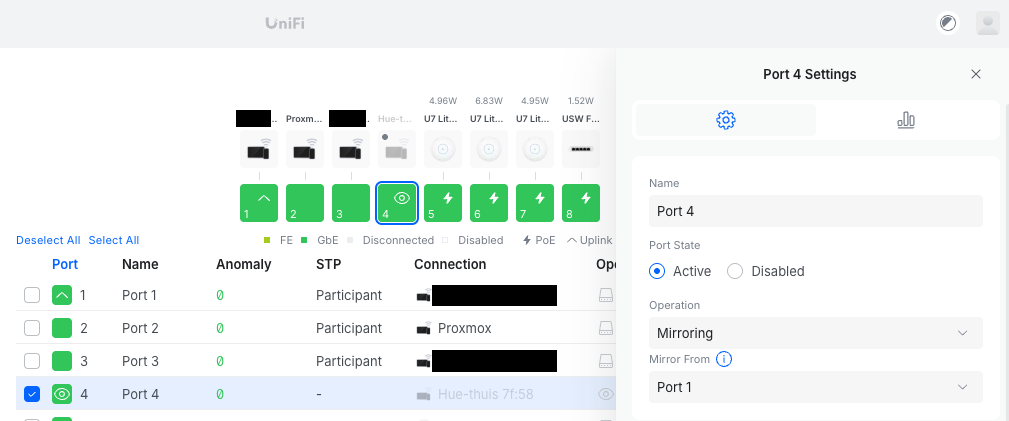 UniFi
Port 4 Settings
4.96W 6.83W 4.95W 1.52W
.. Proxm... . Hue-t... U7 Lit... U7 Lit... U7 Lit... USW F...
1 2 3 4 5 6 7 8
Deselect All Select All
FE GbE Disconnected Disabled PoE Uplink
Port Name Anomaly STP Connection Ope
1 Port 1 0 Participant
2 Port 2 0 Participant Proxmox
3 Port 3 0 Participant
4 Port 4 0 - Hue-thuis 7f:58
Name
Port 4
Port State
Active Disabled
Operation
Mirroring
Mirror From
Port 1